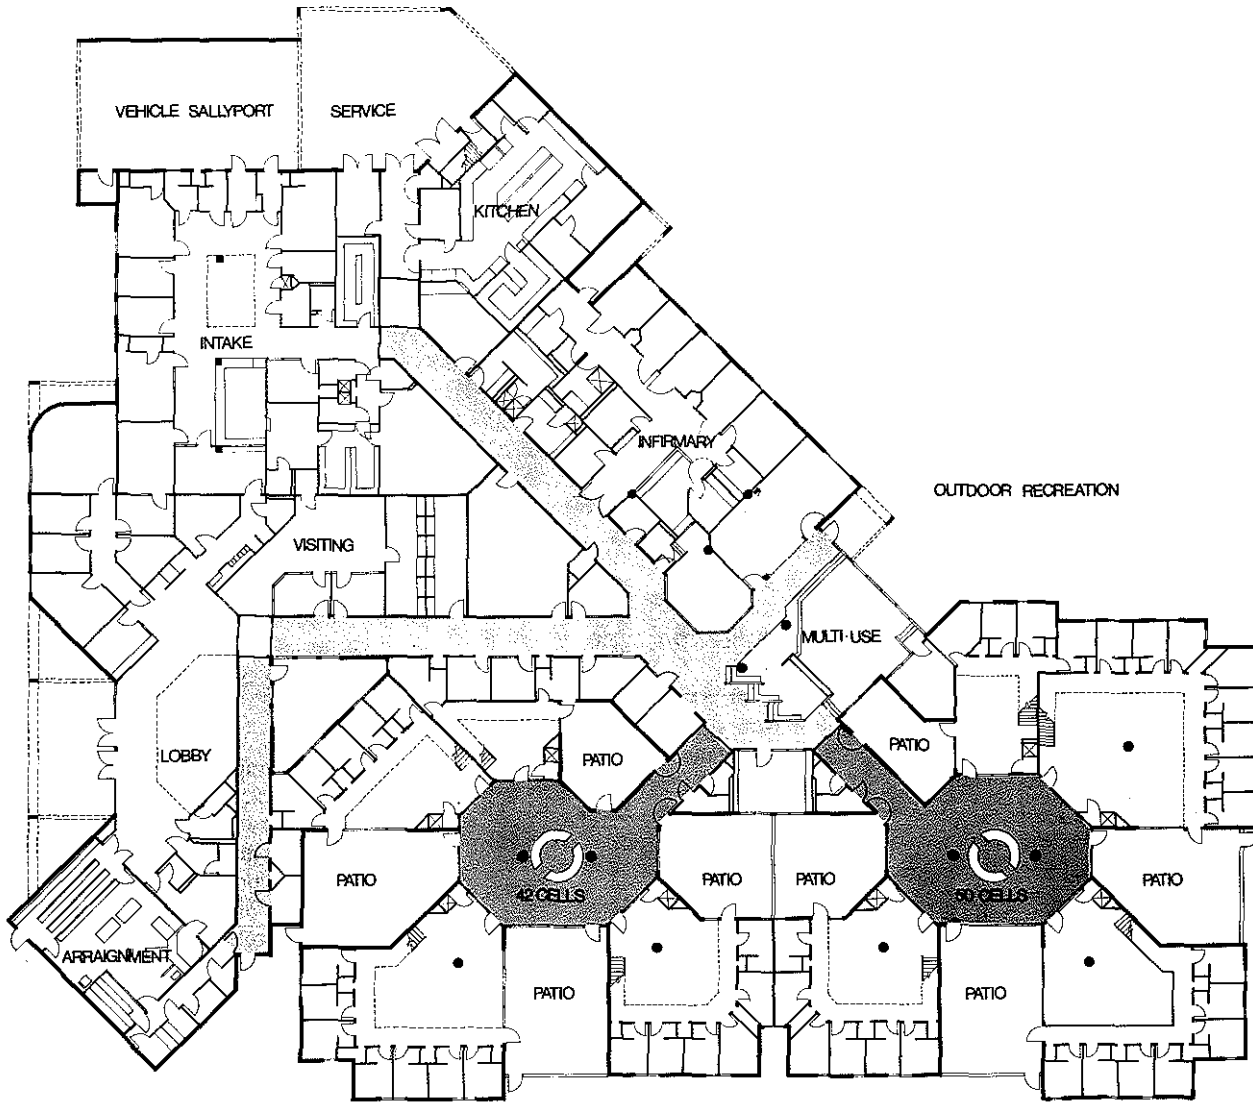 VEHICLE SALLYPORT
SERVICE
KITCHEN
INTAKE
INFIRMARY
OUTDOOR RECREATION
VISITING
MULTI-USE
LOBBY
PATIO
PATIO
PATIO
42 CELLS
PATIO
PATIO
50 CELLS
PATIO
ARRAIGNMENT
PATIO
PATIO